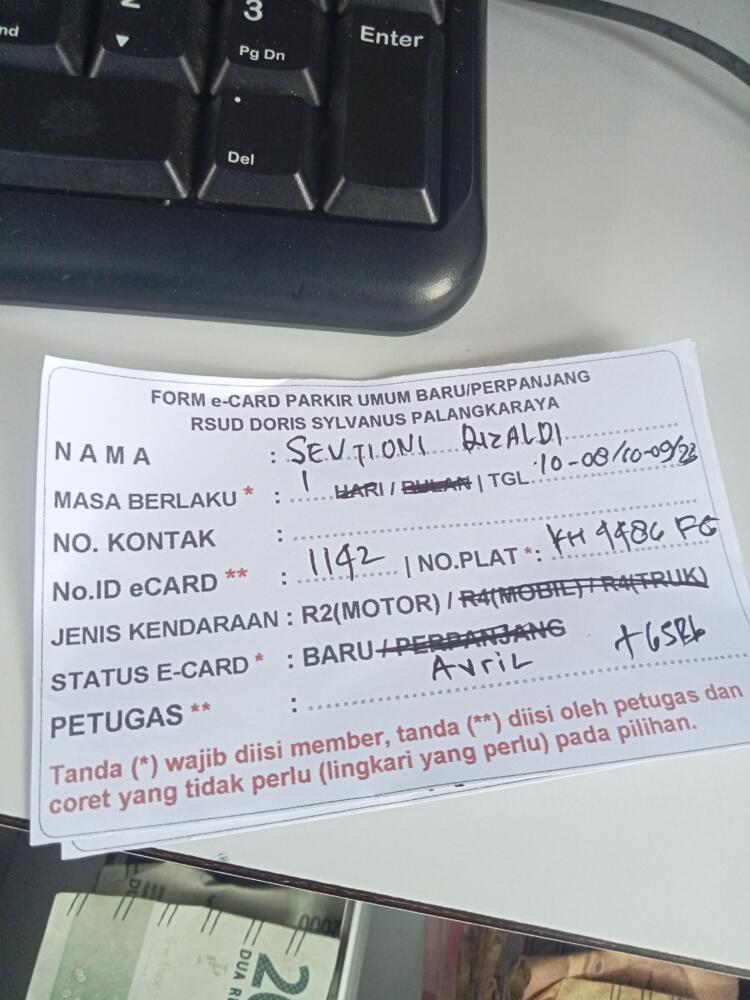 2
3
Pg Dn
Enter
Del
FORM e-CARD PARKIR UMUM BARU/PERPANJANG
RSUD DORIS SYLVANUS PALANGKARAYA
NAMA : SEVTIONI RIZALDI
MASA BERLAKU * : 1 HARI / BULAN | TGL. 10-08/10-09/23
NO. KONTAK :
No.ID eCARD ** : 1142 | NO.PLAT *: KH 4486 FG
JENIS KENDARAAN : R2(MOTOR) / R4(MOBIL) / R4(TRUK)
STATUS E-CARD * : BARU / PERPANJANG
PETUGAS ** : Avril +65Rb
Tanda (*) wajib diisi member, tanda (**) diisi oleh petugas dan
coret yang tidak perlu (lingkari yang perlu) pada pilihan.